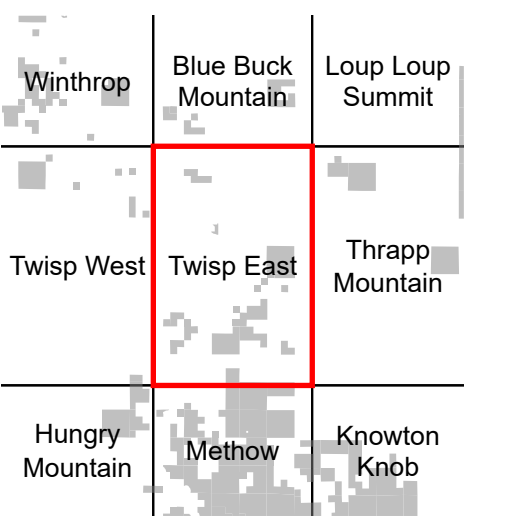 Winthrop
Blue Buck
Mountain
Loup Loup
Summit
Twisp West
Twisp East
Thrapp
Mountain
Hungry
Mountain
Methow
Knowton
Knob